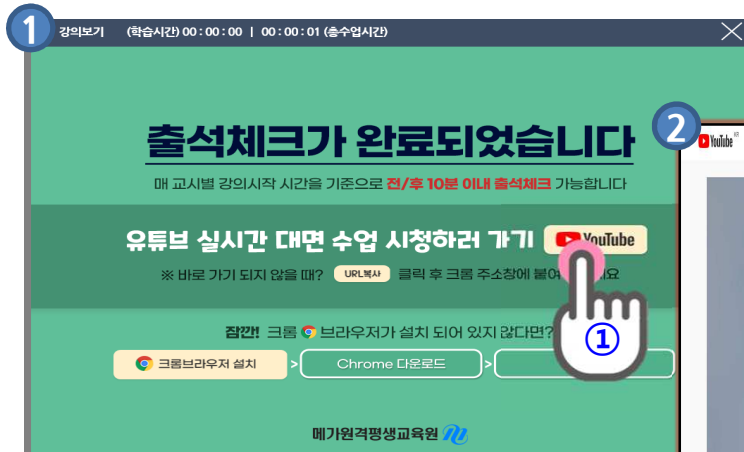 1
강의보기 (학습시간) 00 : 00 : 00 | 00 : 00 : 01 (총수업시간)
출석체크가 완료되었습니다
매 교시별 강의시작 시간을 기준으로 전/후 10분 이내 출석체크 가능합니다
2
YouTube KR
유튜브 실시간 대면 수업 시청하러 가기 YouTube
※ 바로 가기 되지 않을 때? URL복사 클릭 후 크롬 주소창에
잠깐! 크롬 브라우저가 설치 되어 있지 않다면?
①
크롬브라우저 설치 > Chrome 다운로드 >
메가원격평생교육원